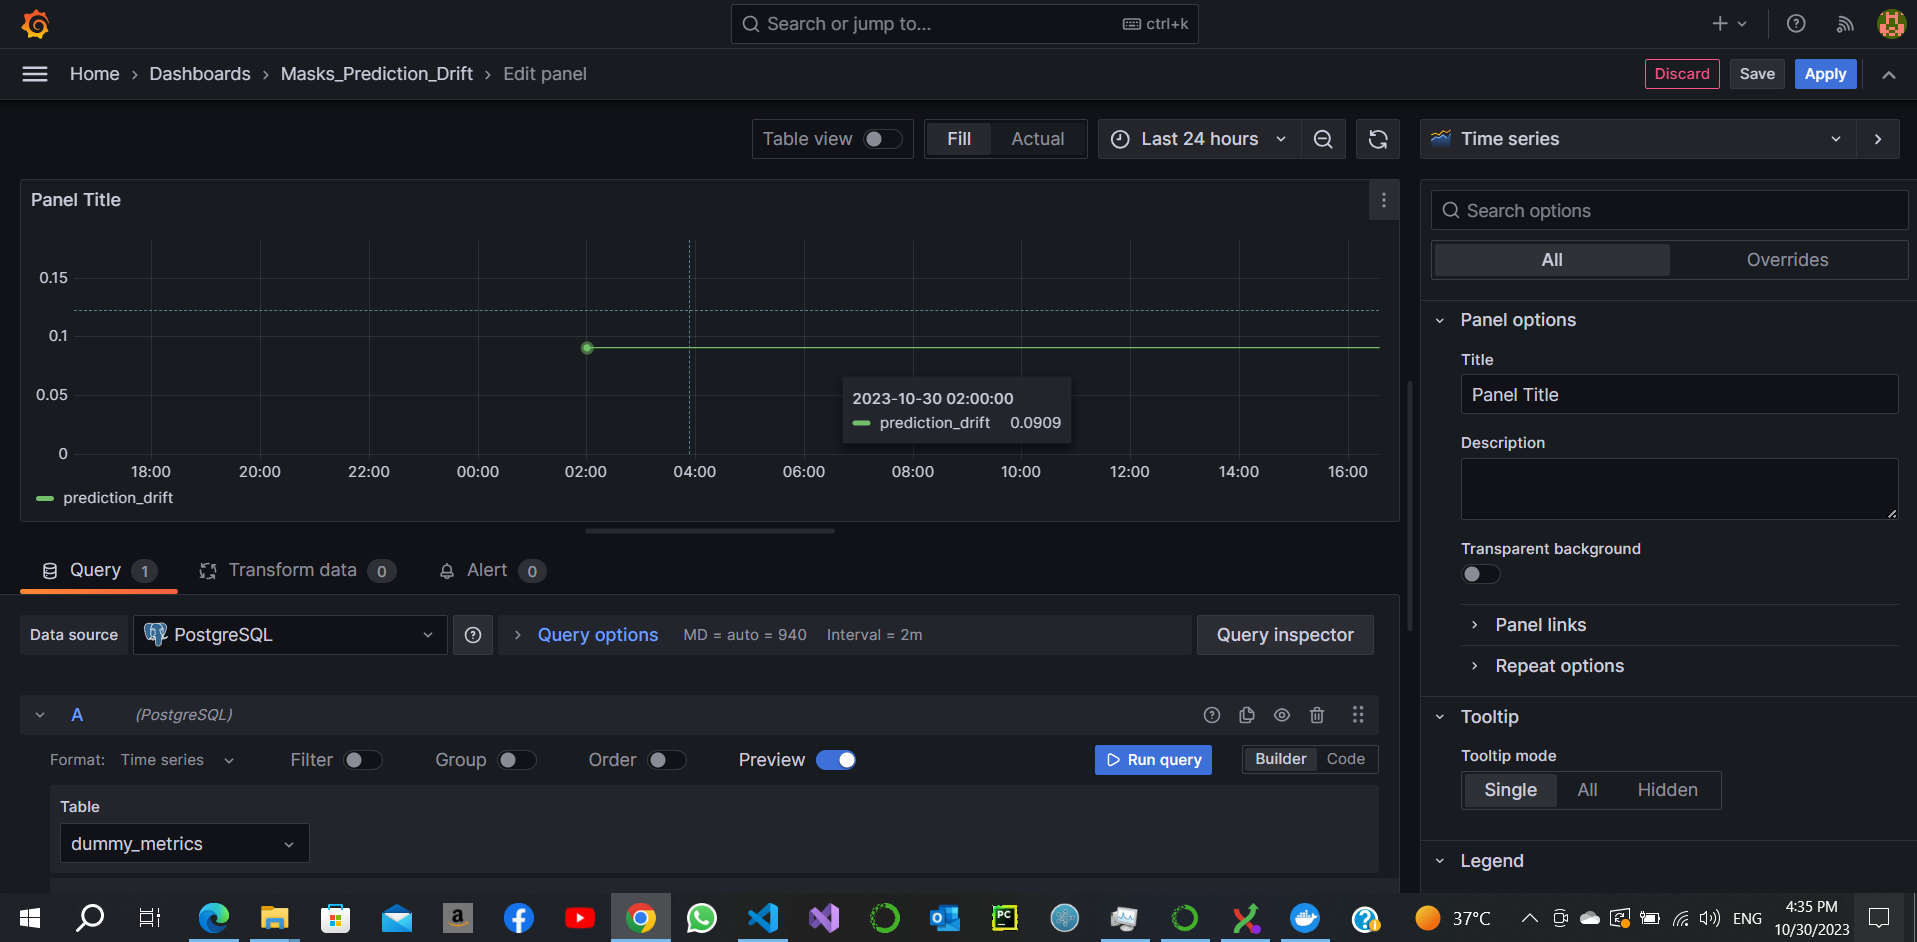 Search or jump to... ctrl+k
Home › Dashboards › Masks_Prediction_Drift › Edit panel
Discard Save Apply
Table view Fill Actual Last 24 hours
Time series
Panel Title
0.15
0.1
0.05
0
18:00 20:00 22:00 00:00 02:00 04:00 06:00 08:00 10:00 12:00 14:00 16:00
2023-10-30 02:00:00
prediction_drift 0.0909
prediction_drift
Query 1 Transform data 0 Alert 0
Data source PostgreSQL Query options MD = auto = 940 Interval = 2m Query inspector
A (PostgreSQL)
Format: Time series Filter Group Order Preview Run query Builder Code
Table
dummy_metrics
Search options
All Overrides
Panel options
Title
Panel Title
Description
Transparent background
Panel links
Repeat options
Tooltip
Tooltip mode
Single All Hidden
Legend
a PC
37°C ENG
4:35 PM
10/30/2023